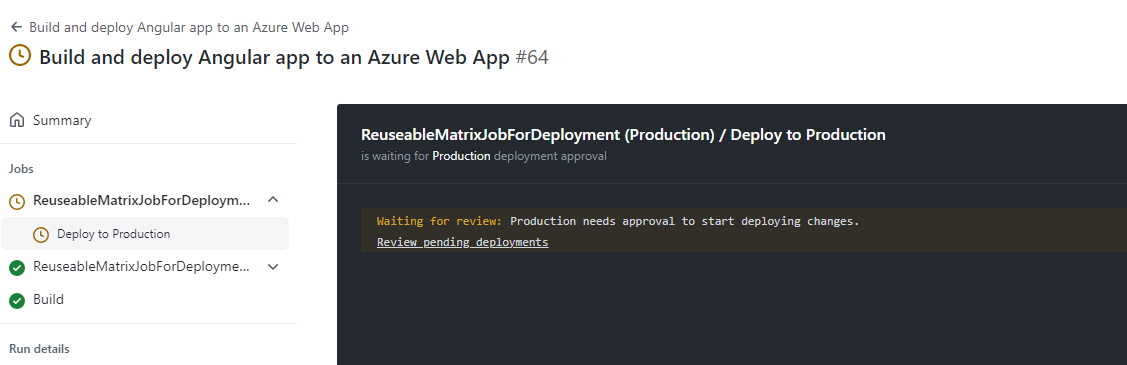 Build and deploy Angular app to an Azure Web App
Build and deploy Angular app to an Azure Web App #64
Summary
Jobs
ReuseableMatrixJobForDeploym...
Deploy to Production
ReuseableMatrixJobForDeployme...
Build
Run details
ReuseableMatrixJobForDeployment (Production) / Deploy to Production
is waiting for Production deployment approval
Waiting for review: Production needs approval to start deploying changes.
Review pending deployments